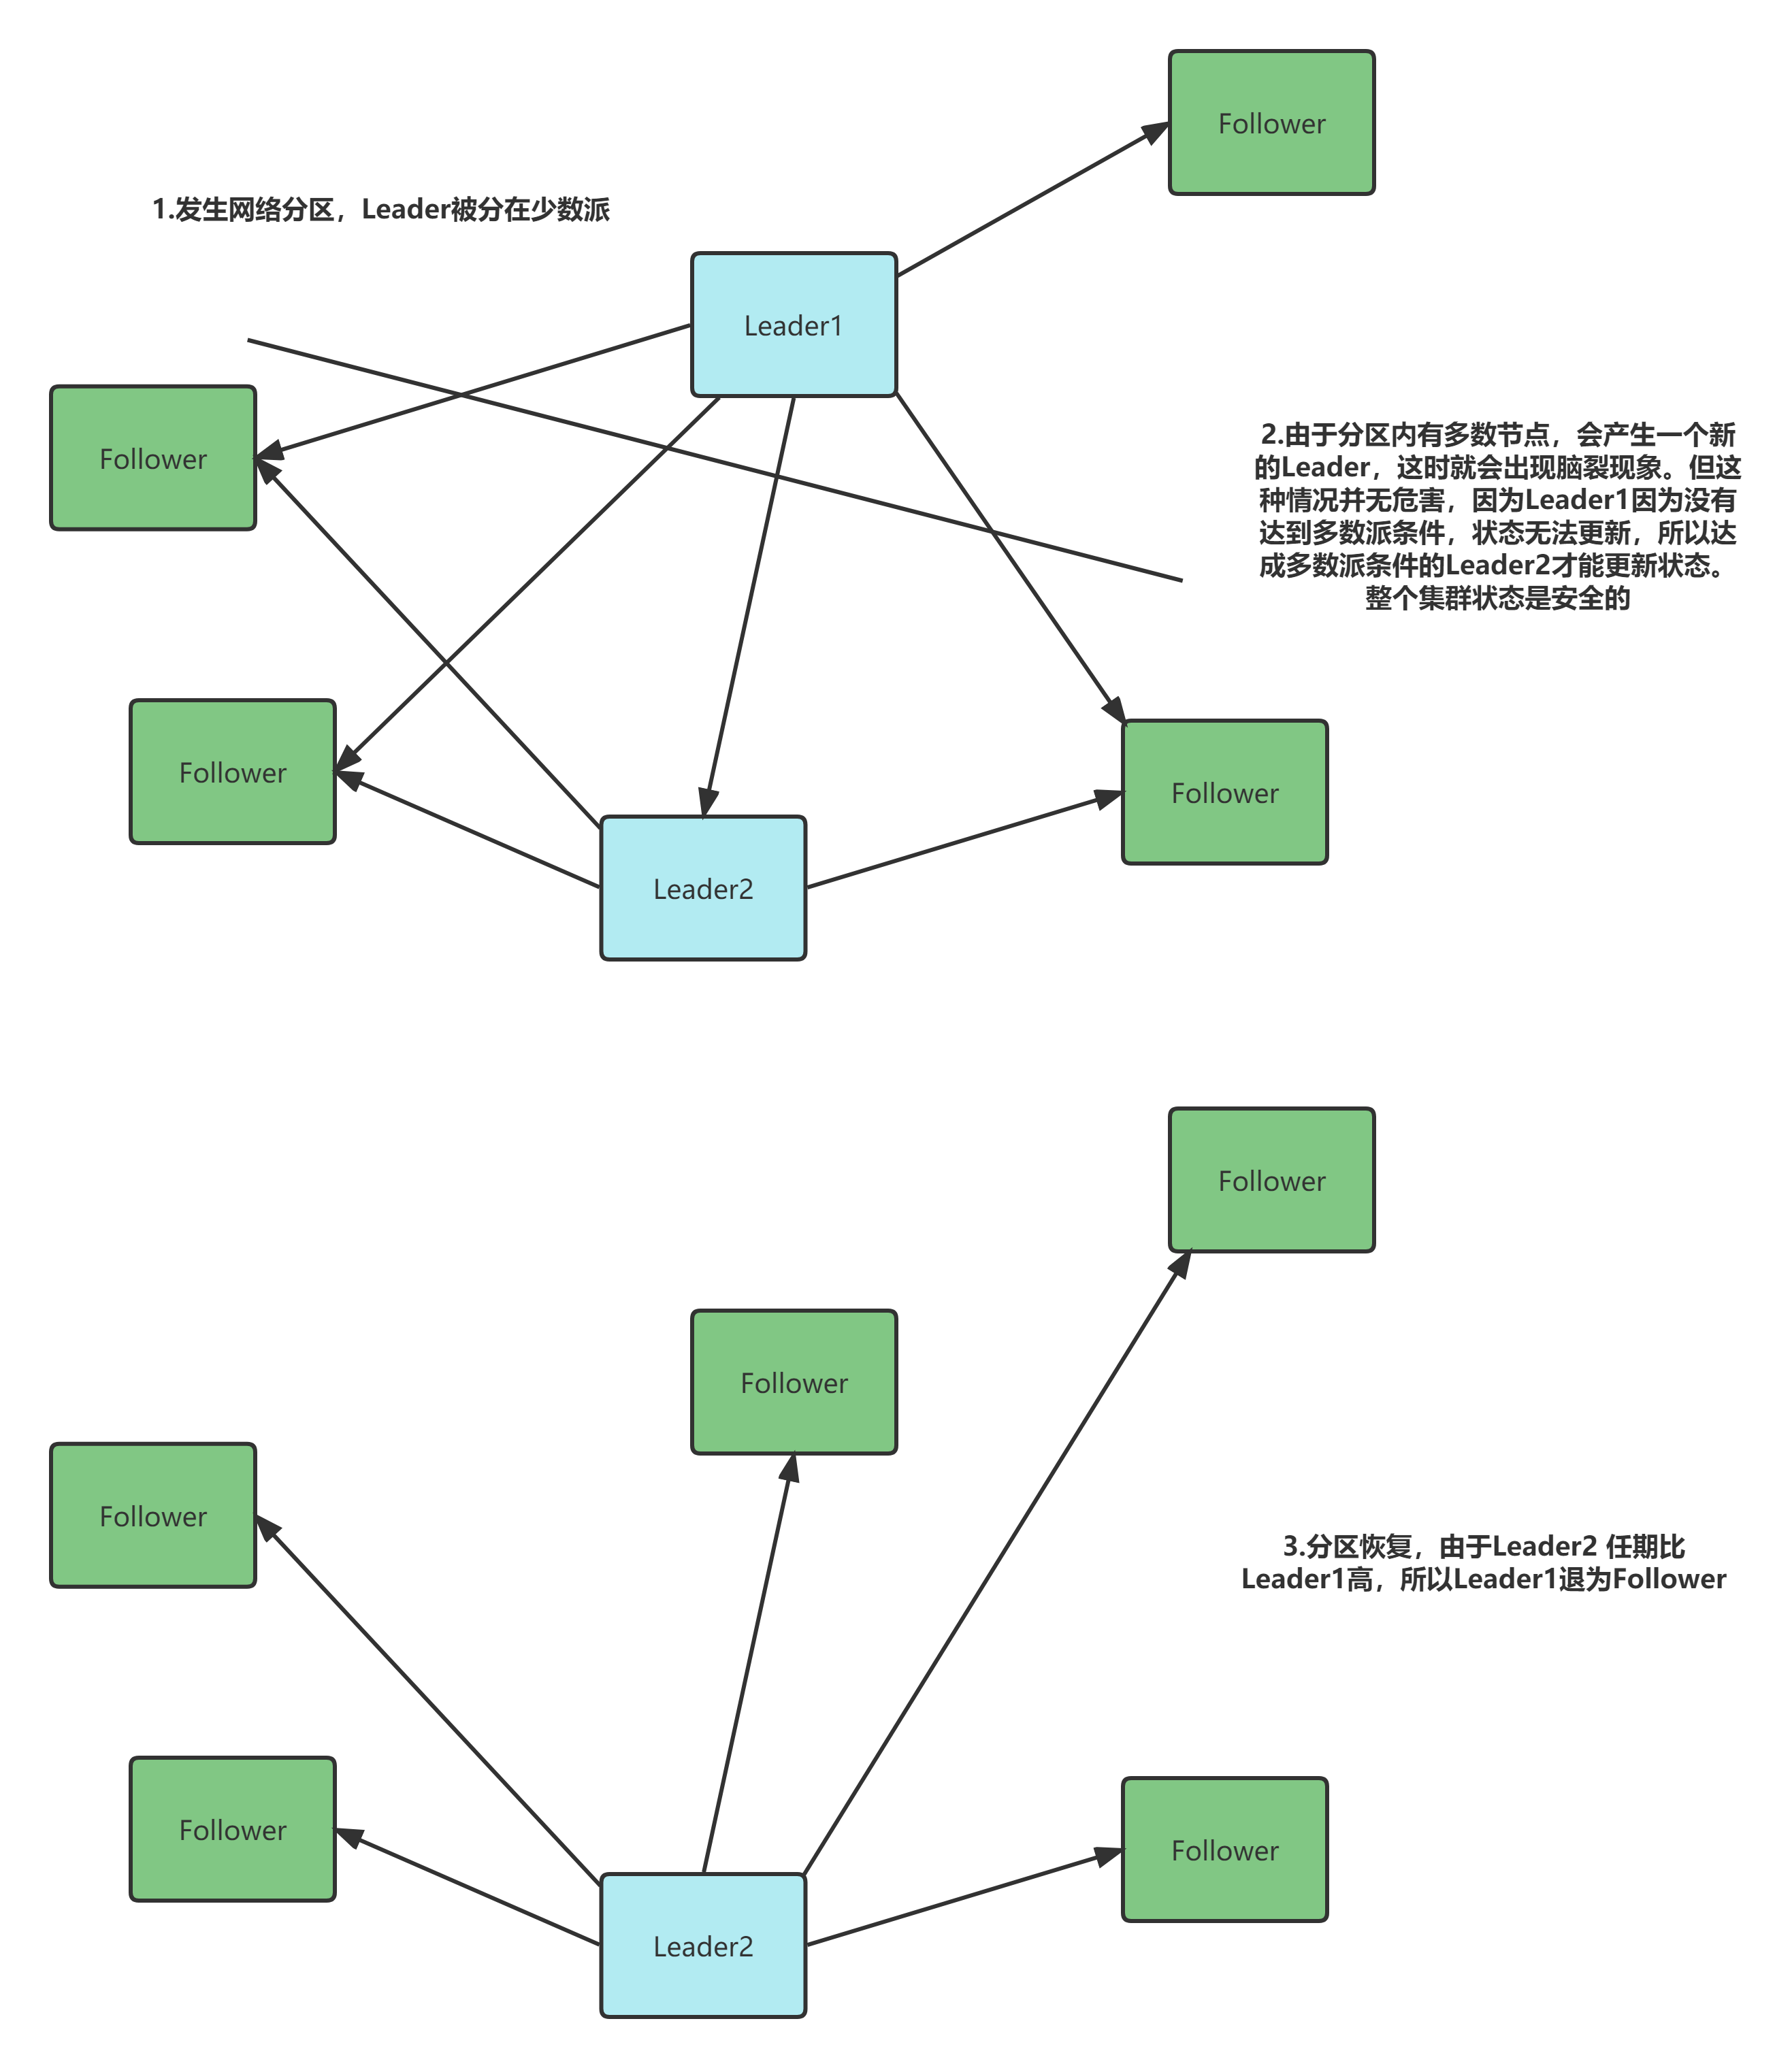 Follower
1.发生网络分区，Leader被分在少数派
Leader1
Follower
2.由于分区内有多数节点，会产生一个新
的Leader，这时就会出现脑裂现象。但这
种情况并无危害，因为Leader1因为没有
达到多数派条件，状态无法更新，所以达
成多数派条件的Leader2才能更新状态。
整个集群状态是安全的
Follower
Follower
Leader2
Follower
Follower
Follower
3.分区恢复，由于Leader2 任期比
Leader1高，所以Leader1退为Follower
Follower
Follower
Leader2